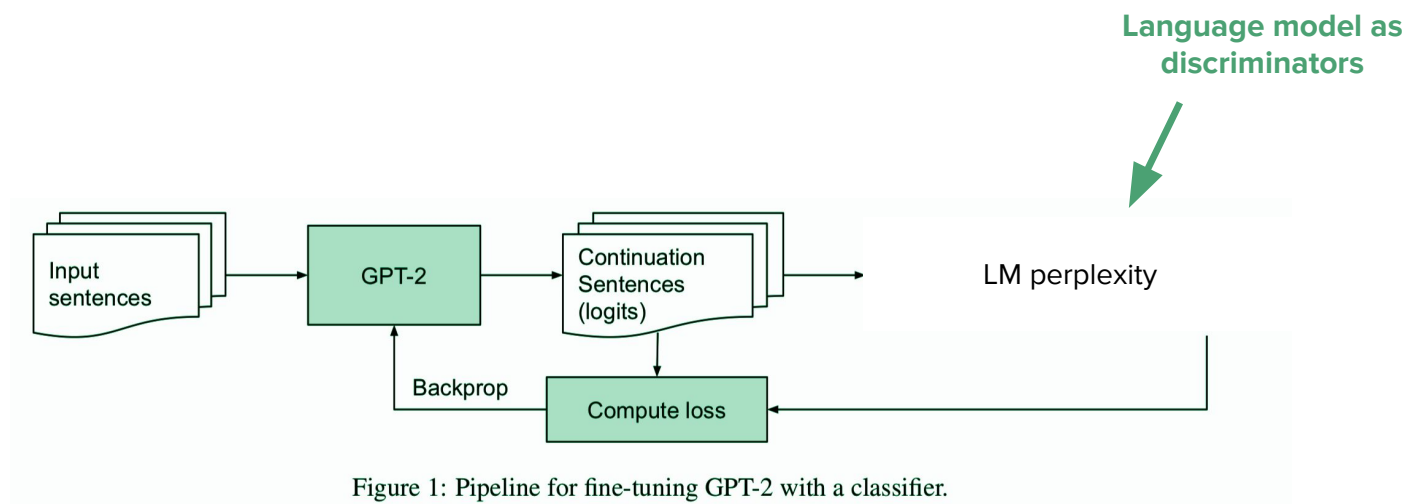 Language model as
discriminators
Input
sentences
GPT-2
Continuation
Sentences
(logits)
LM perplexity
Backprop
Compute loss
Figure 1: Pipeline for fine-tuning GPT-2 with a classifier.